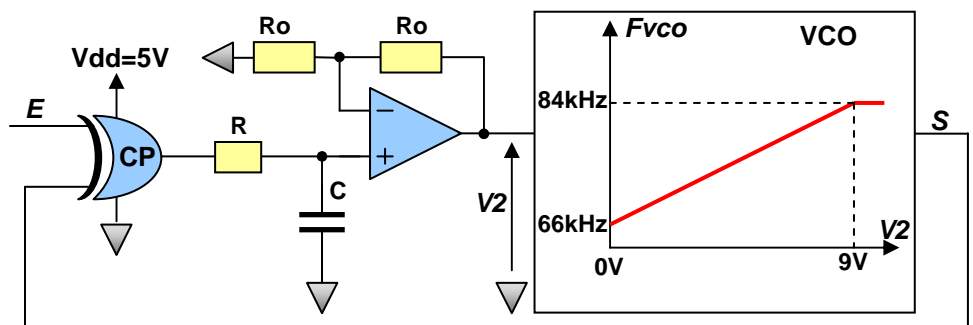 Ro
Ro
Fvco
VCO
Vdd=5V
E
84kHz
S
R
CP
−
+
C
V2
66kHz
V2
0V
9V